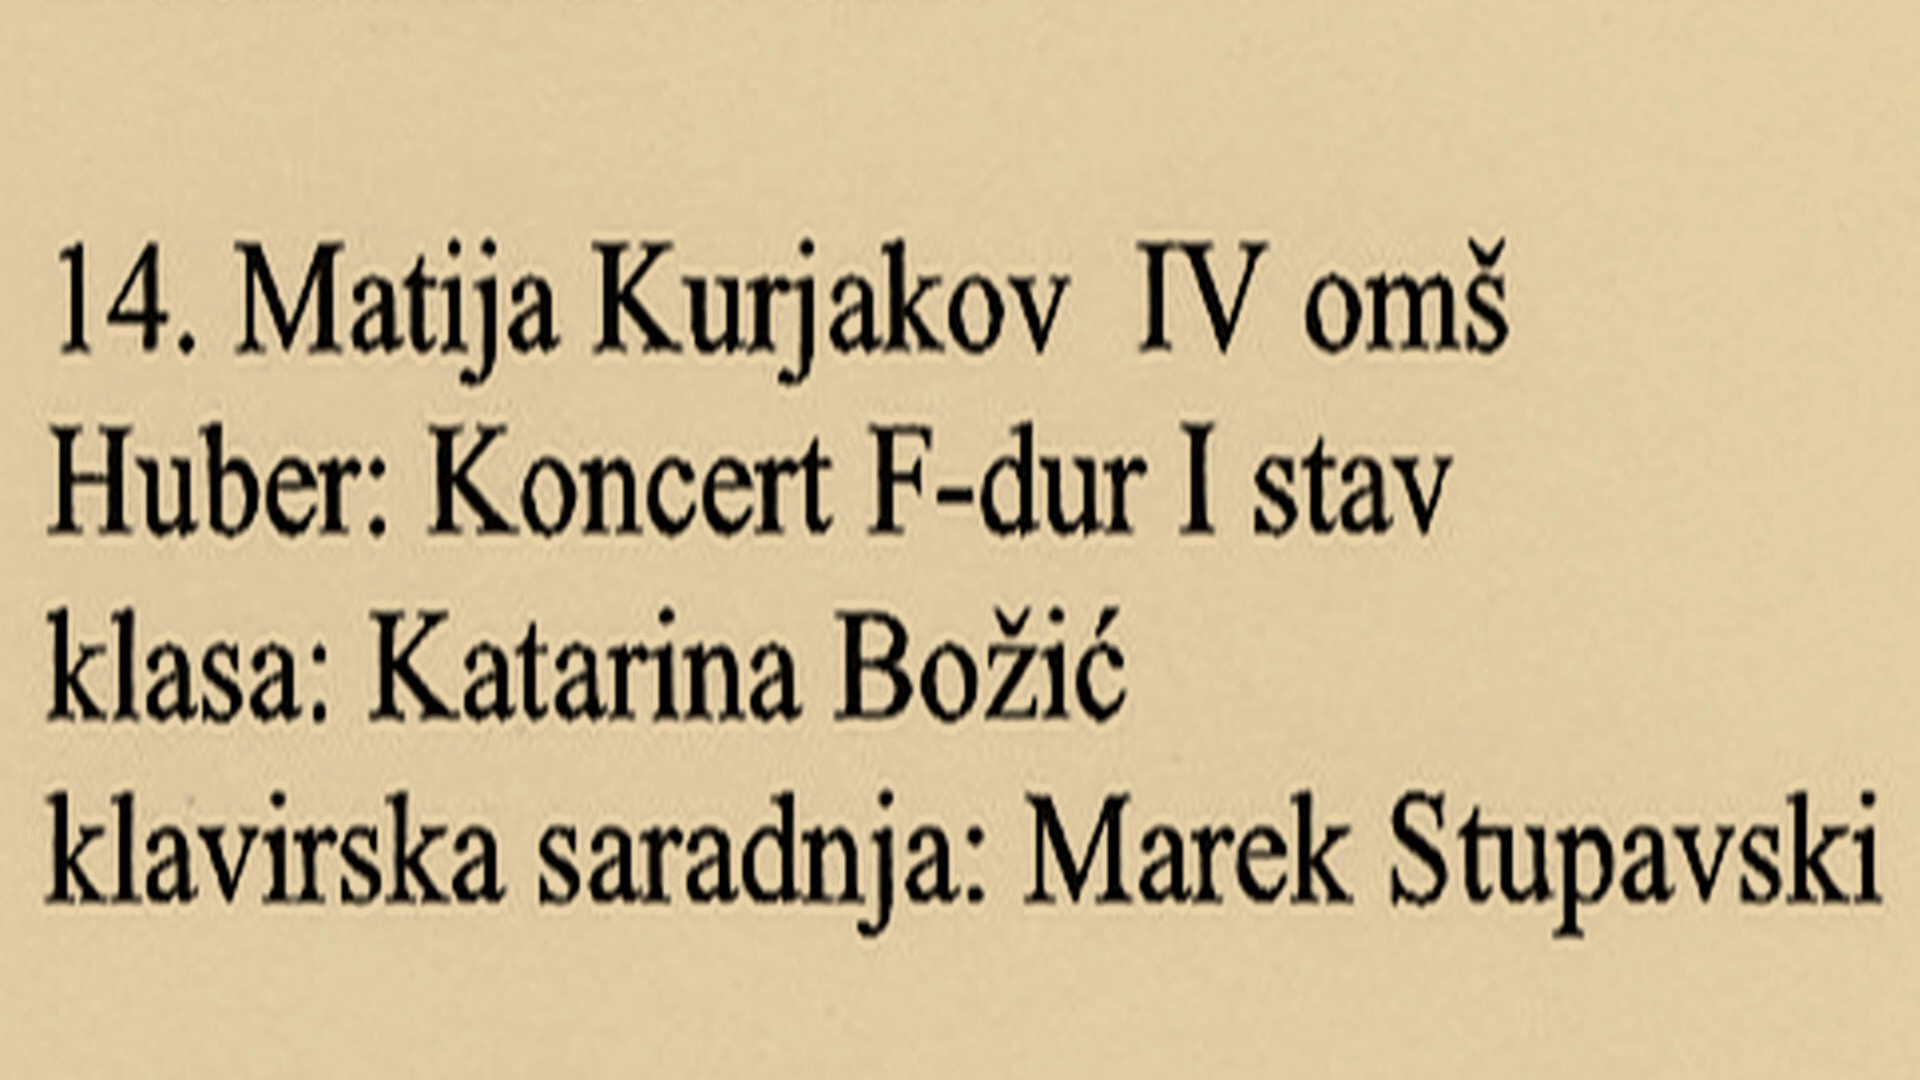 14. Matija Kurjakov  IV omš
Huber: Koncert F-dur I stav
klasa: Katarina Božić
klavirska saradnja: Marek Stupavski